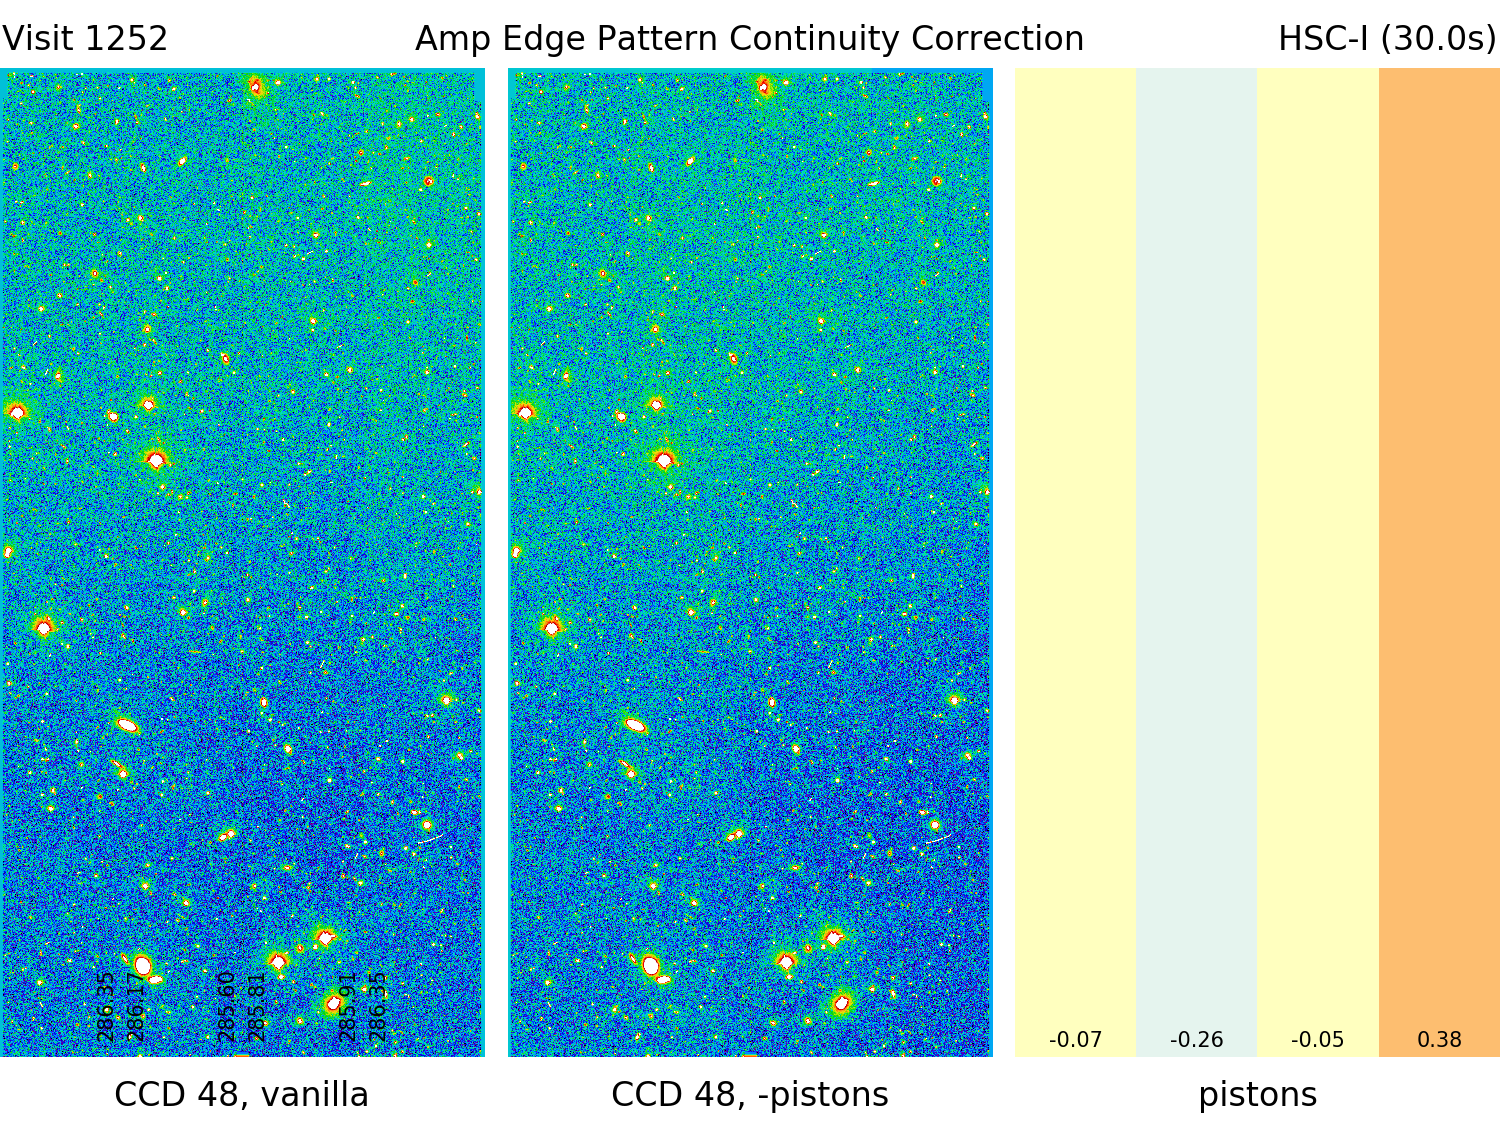 Visit 1252
Amp Edge Pattern Continuity Correction
HSC-I (30.0s)
286.35
286.17
285.60
285.81
285.91
286.35
-0.07
-0.26
-0.05
0.38
CCD 48, vanilla
CCD 48, -pistons
pistons